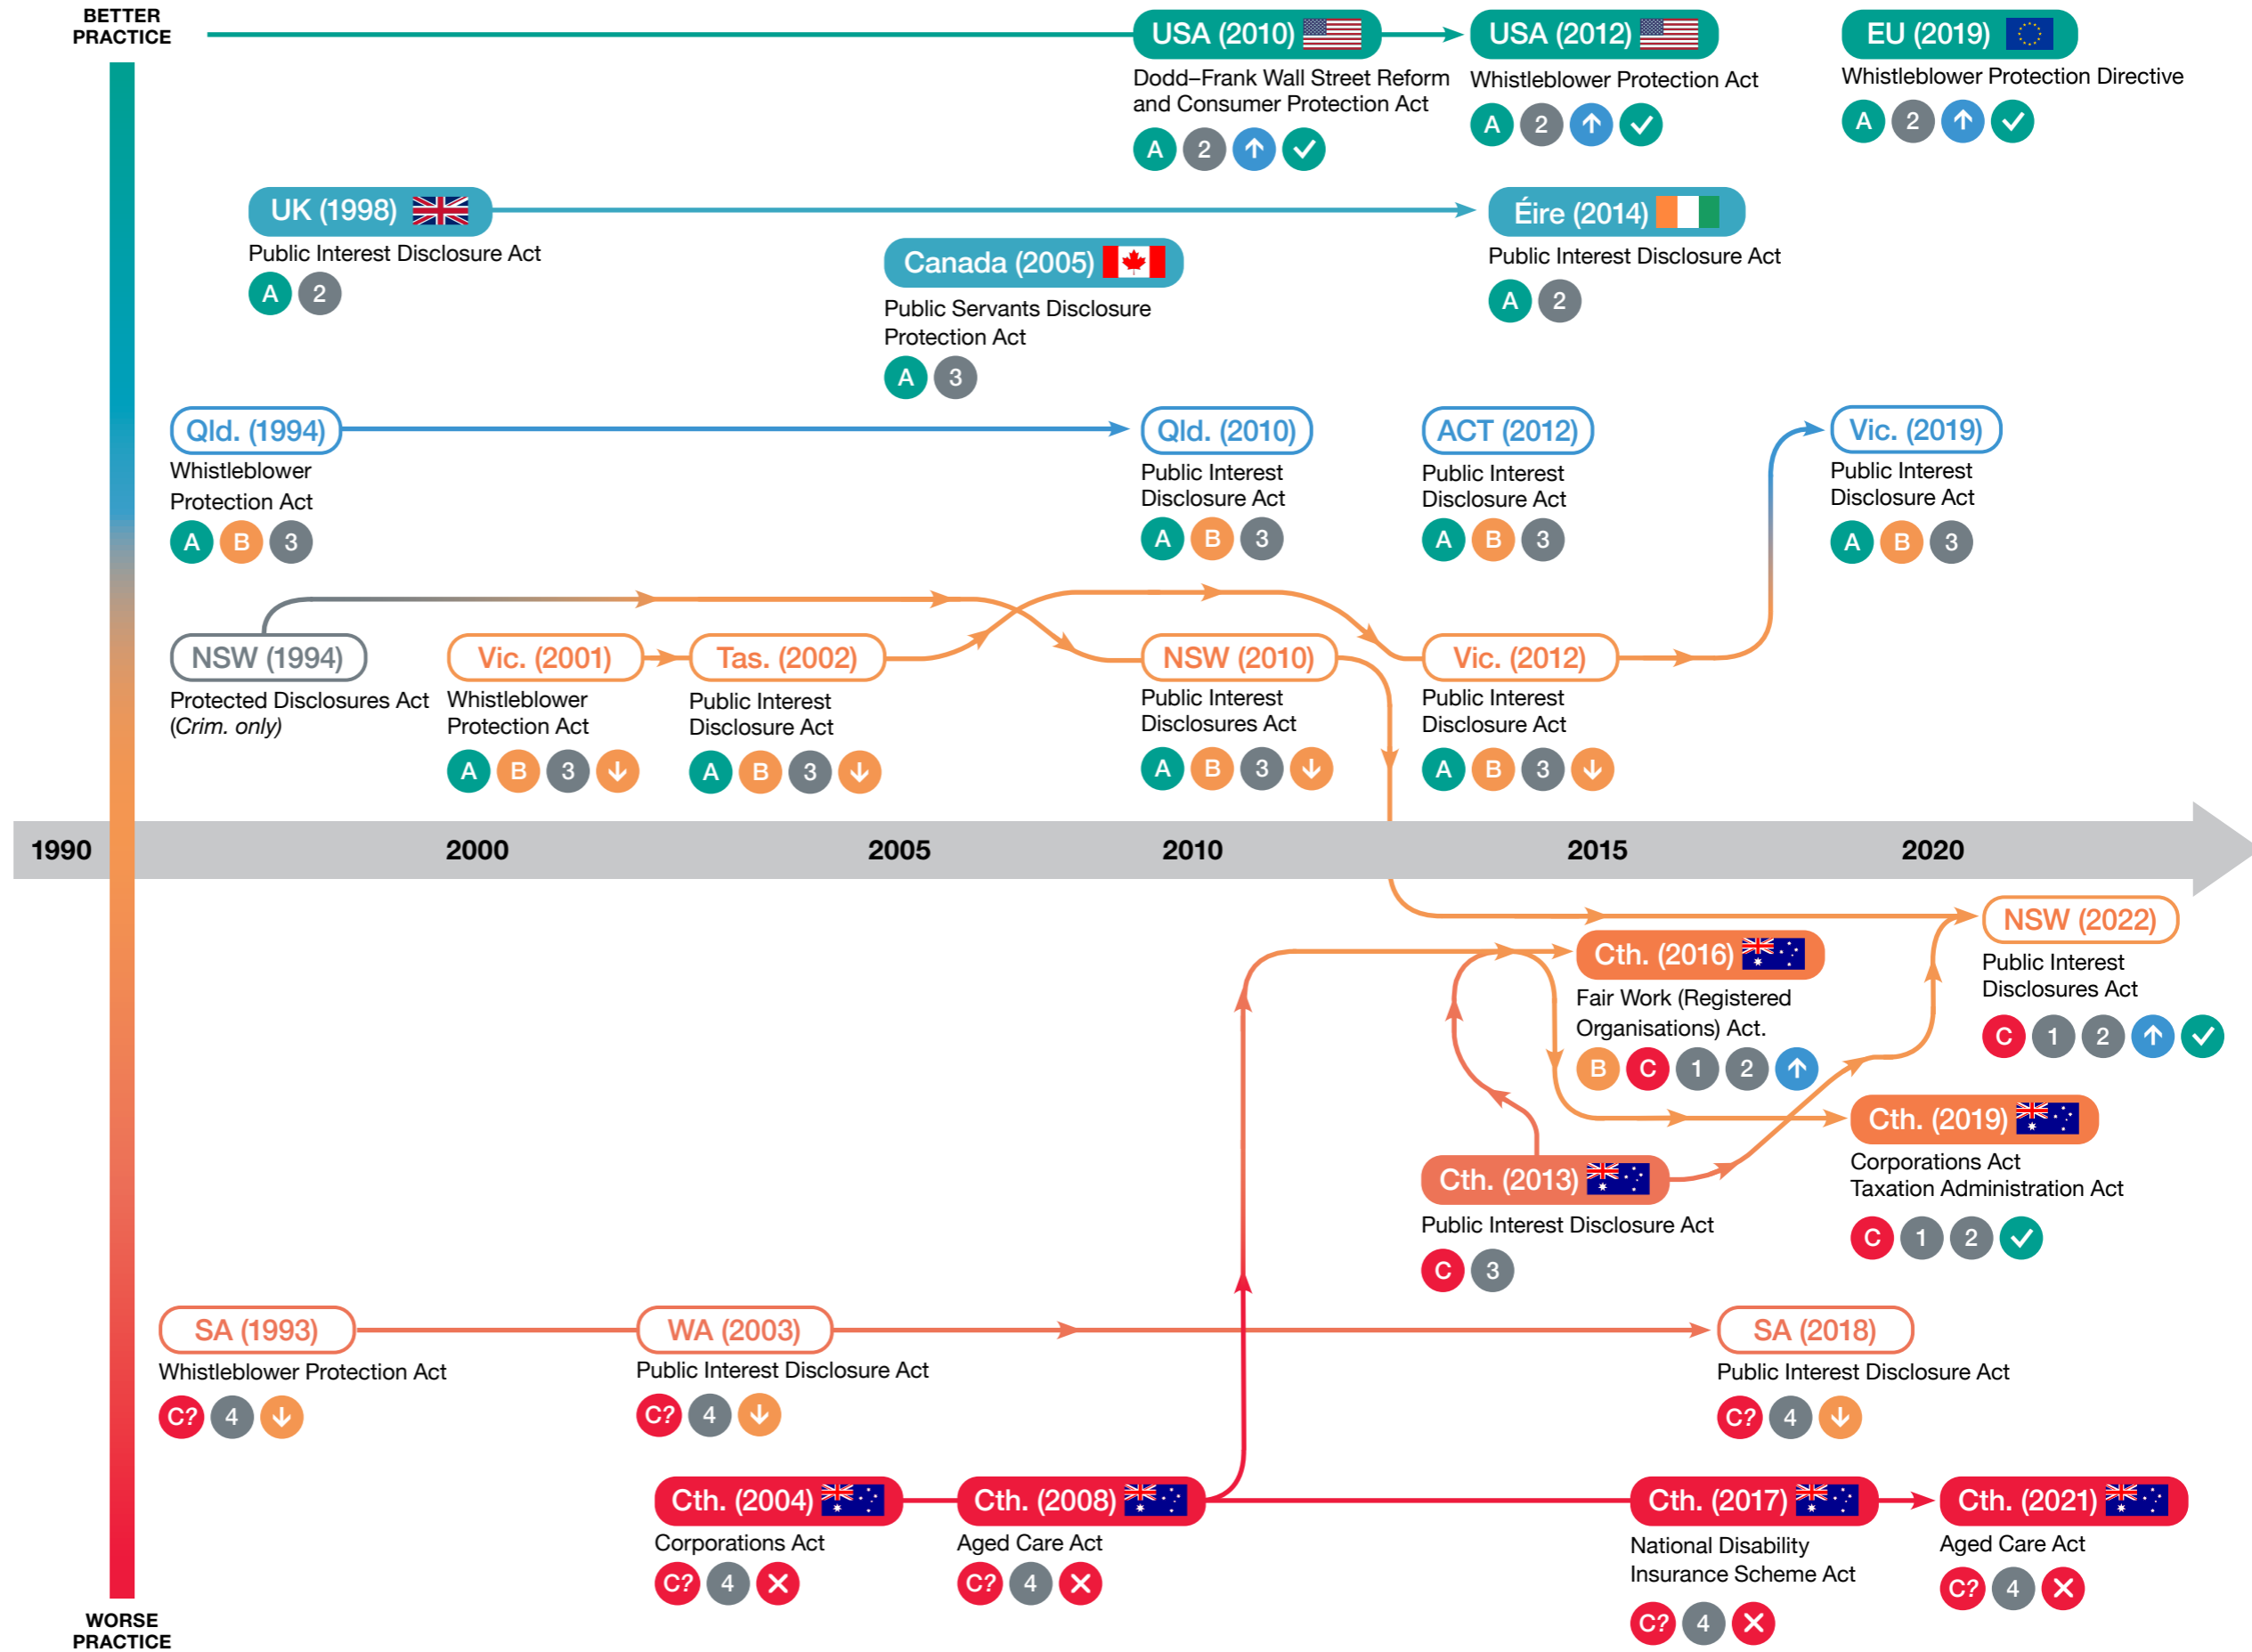 BETTER
PRACTICE
USA (2010)
Dodd–Frank Wall Street Reform
and Consumer Protection Act
A 2 ↑ ✓
USA (2012)
Whistleblower Protection Act
A 2 ↑ ✓
EU (2019)
Whistleblower Protection Directive
A 2 ↑ ✓
UK (1998)
Public Interest Disclosure Act
A 2
Canada (2005)
Public Servants Disclosure
Protection Act
A 3
Éire (2014)
Public Interest Disclosure Act
A 2
Qld. (1994)
Whistleblower
Protection Act
A B 3
Qld. (2010)
Public Interest
Disclosure Act
A B 3
ACT (2012)
Public Interest
Disclosure Act
A B 3
Vic. (2019)
Public Interest
Disclosure Act
A B 3
NSW (1994)
Protected Disclosures Act
(Crim. only)
Vic. (2001)
Whistleblower
Protection Act
A B 3 ↓
Tas. (2002)
Public Interest
Disclosure Act
A B 3 ↓
NSW (2010)
Public Interest
Disclosures Act
A B 3 ↓
Vic. (2012)
Public Interest
Disclosure Act
A B 3 ↓
1990 2000 2005 2010 2015 2020
NSW (2022)
Public Interest
Disclosures Act
C 1 2 ↑ ✓
Cth. (2016)
Fair Work (Registered
Organisations) Act.
B C 1 2 ↑
Cth. (2019)
Corporations Act
Taxation Administration Act
C 1 2 ✓
Cth. (2013)
Public Interest Disclosure Act
C 3
SA (1993)
Whistleblower Protection Act
C? 4 ↓
WA (2003)
Public Interest Disclosure Act
C? 4 ↓
SA (2018)
Public Interest Disclosure Act
C? 4 ↓
Cth. (2004)
Corporations Act
C? 4 ✕
Cth. (2008)
Aged Care Act
C? 4 ✕
Cth. (2017)
National Disability
Insurance Scheme Act
C? 4 ✕
Cth. (2021)
Aged Care Act
C? 4 ✕
WORSE
PRACTICE